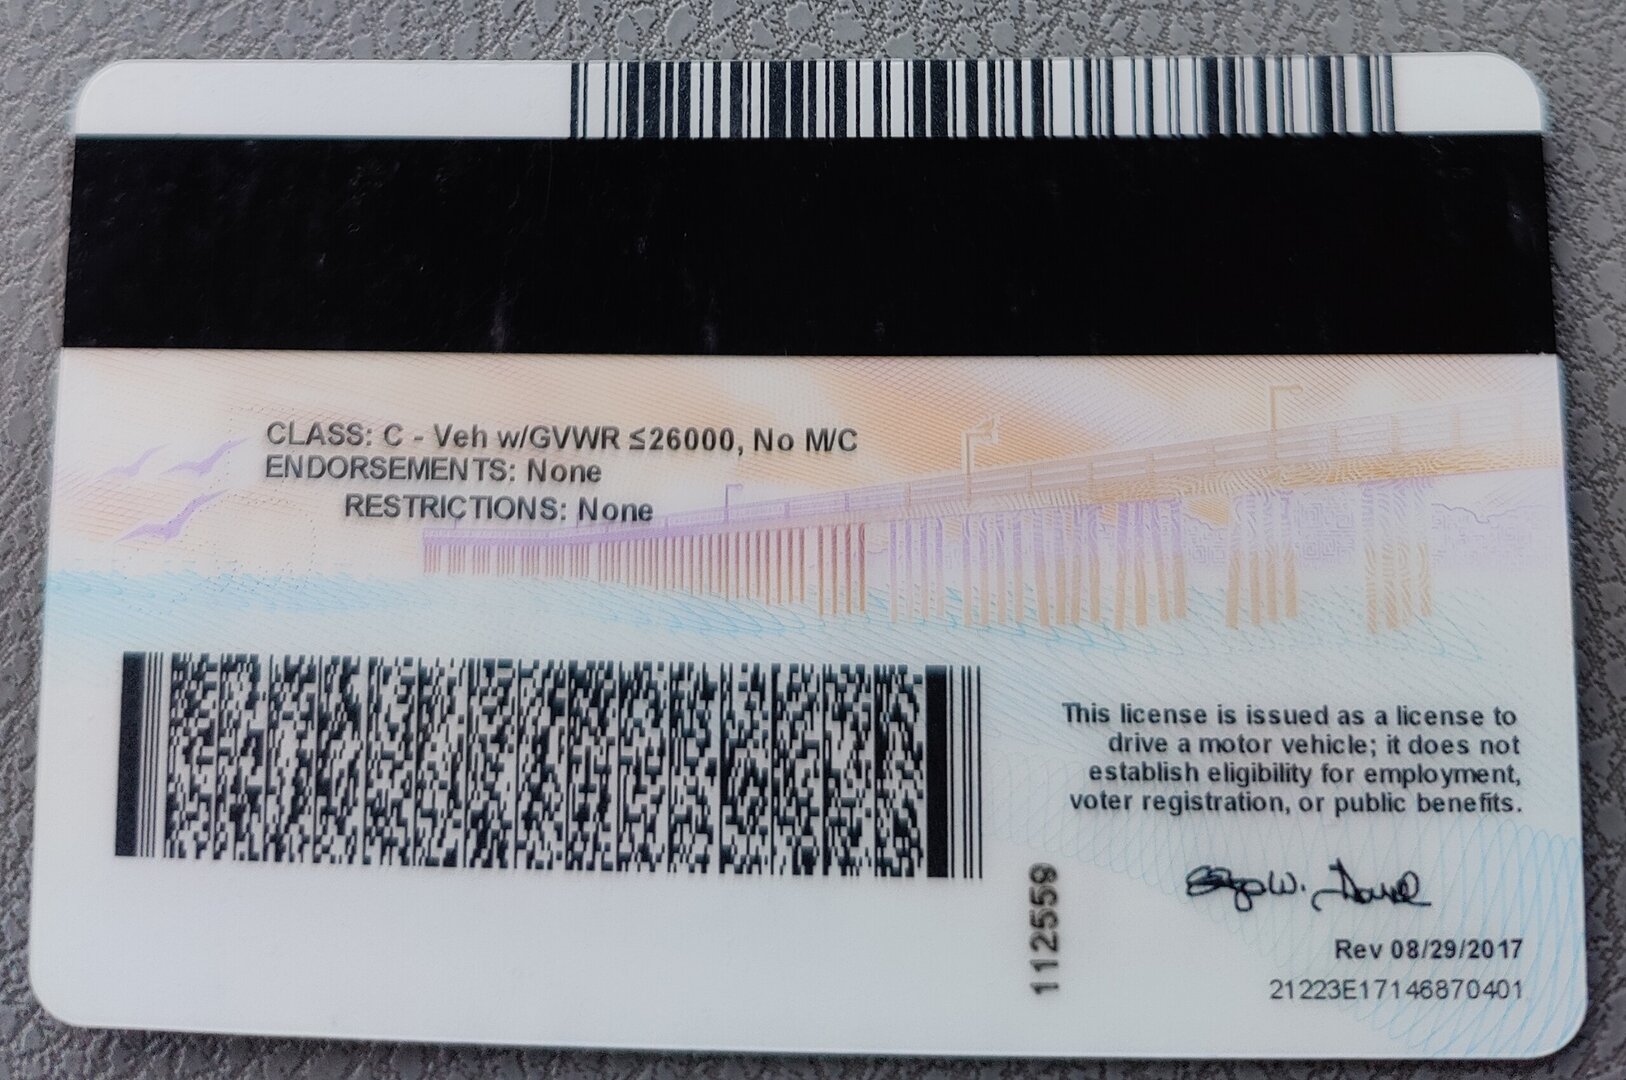 CLASS: C - Veh w/GVWR ≤26000, No M/C
ENDORSEMENTS: None
RESTRICTIONS: None
This license is issued as a license to
drive a motor vehicle; it does not
establish eligibility for employment,
voter registration, or public benefits.
112559
Rev 08/29/2017
21223E17146870401